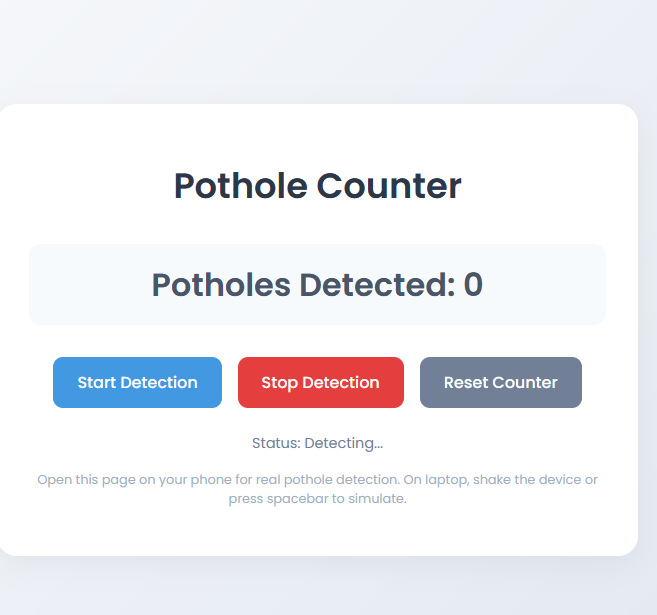 Pothole Counter
Potholes Detected: 0
Start Detection Stop Detection Reset Counter
Status: Detecting...
Open this page on your phone for real pothole detection. On laptop, shake the device or
press spacebar to simulate.